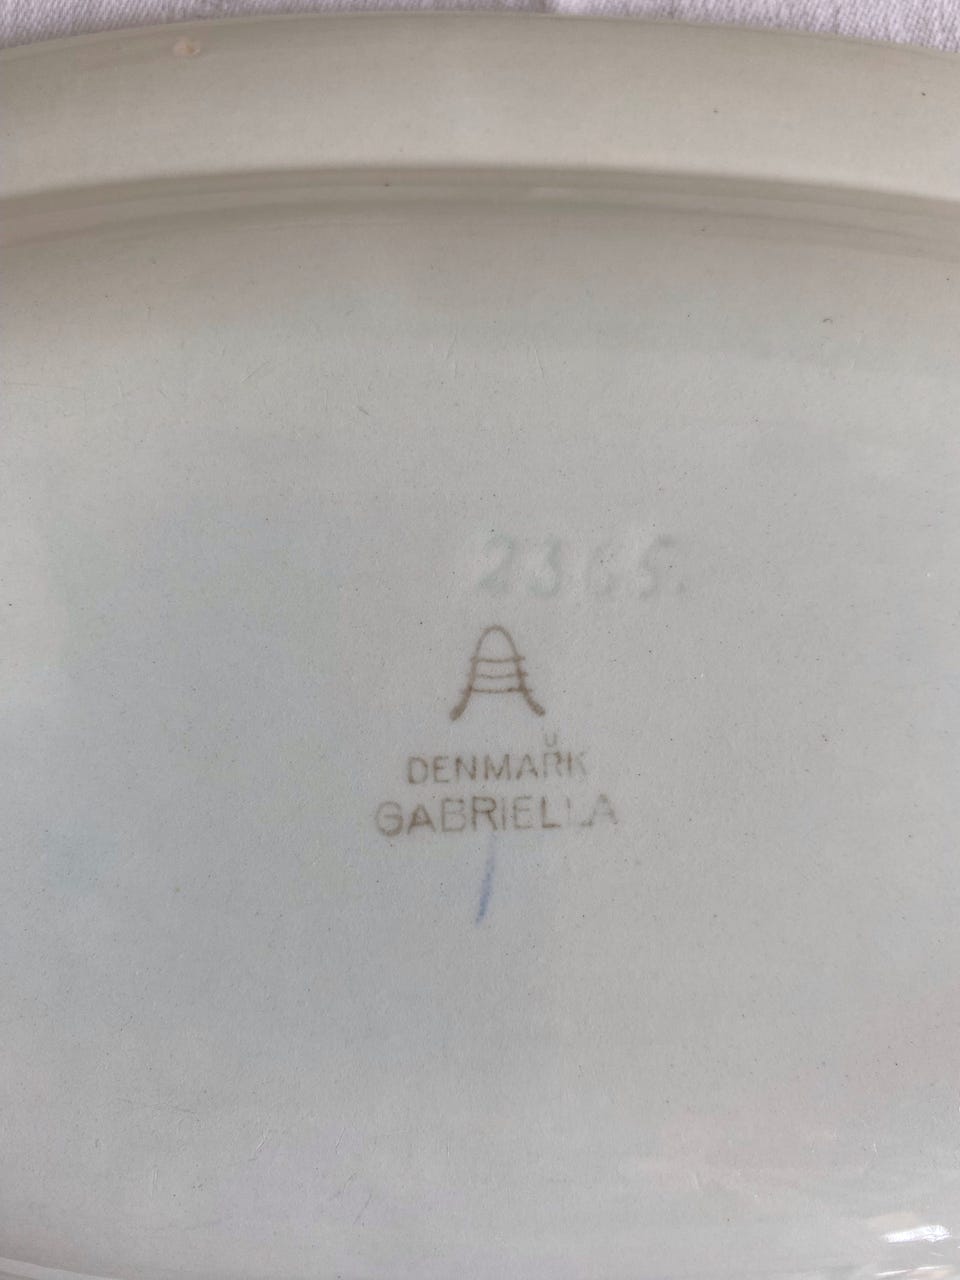 2365.
A
DENMARK
GABRIELLA